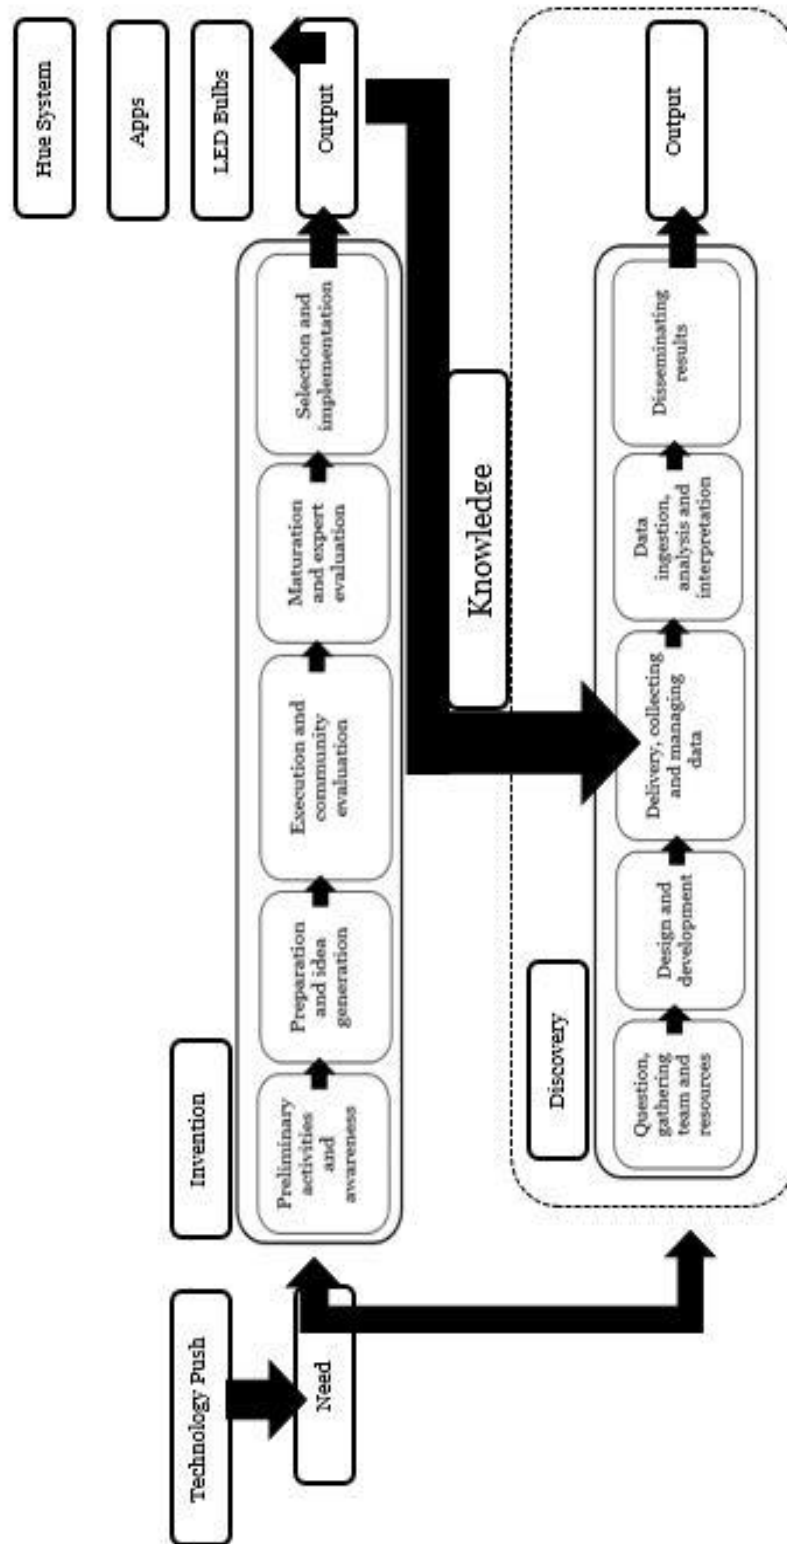 Technology Push
Need
Invention
Preliminary
activities
and
awareness
Preparation
and idea
generation
Execution and
community
evaluation
Maturation
and expert
evaluation
Selection and
implementation
Output
LED Bulbs
Apps
Hue System
Knowledge
Discovery
Question,
gathering
team and
resources
Design and
development
Delivery, collecting
and managing
data
Data
ingestion,
analysis and
interpretation
Disseminating
results
Output